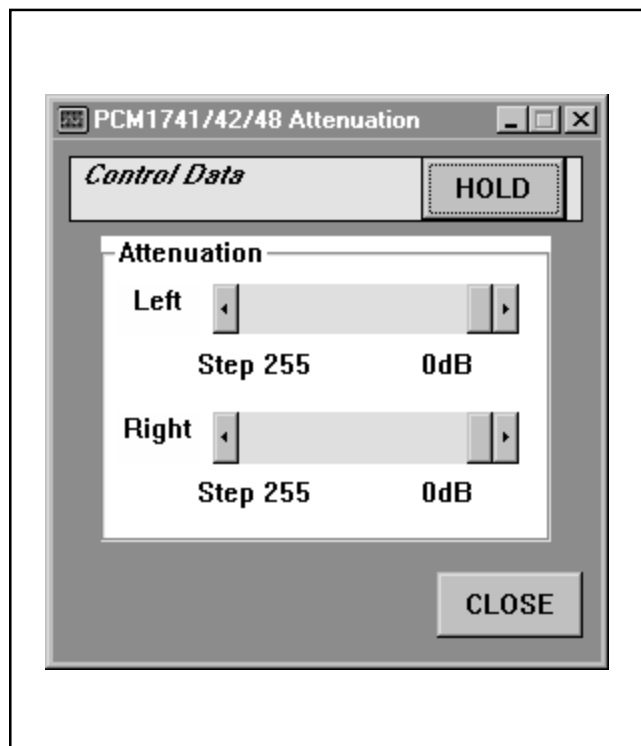 PCM1741/42/48 Attenuation
Control Data
HOLD
Attenuation
Left
Step 255 0dB
Right
Step 255 0dB
CLOSE